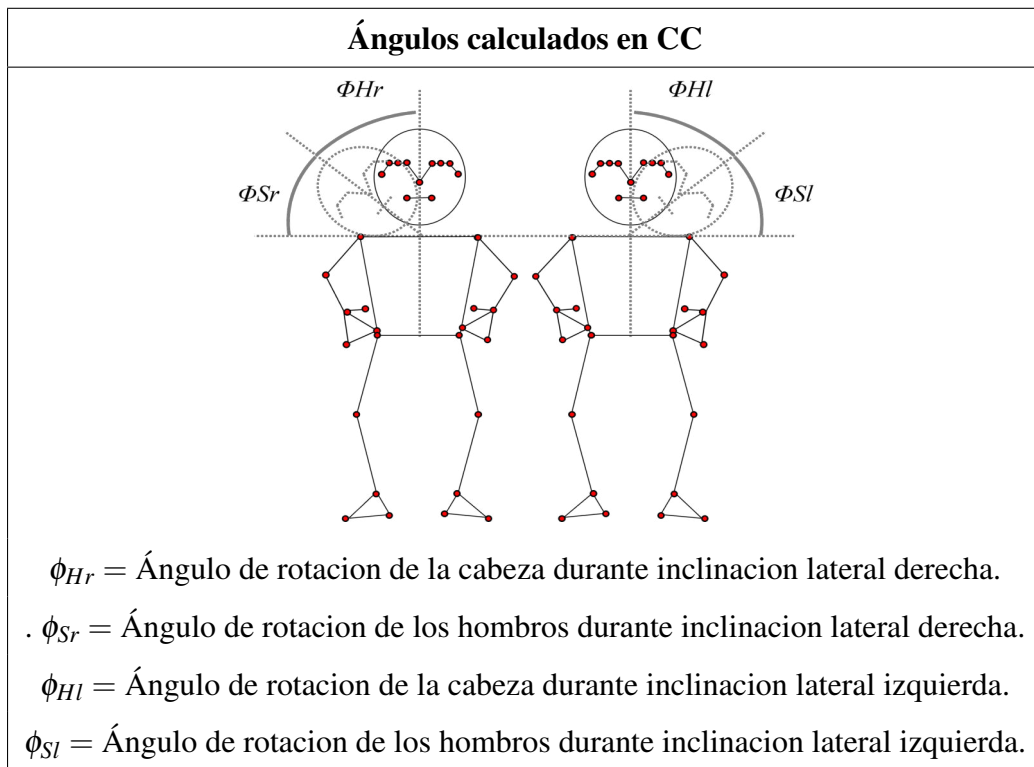 Ángulos calculados en CC
ΦHr ΦHl
ΦSr ΦSl
ϕHr = Ángulo de rotacion de la cabeza durante inclinacion lateral derecha.
. ϕSr = Ángulo de rotacion de los hombros durante inclinacion lateral derecha.
ϕHl = Ángulo de rotacion de la cabeza durante inclinacion lateral izquierda.
ϕSl = Ángulo de rotacion de los hombros durante inclinacion lateral izquierda.